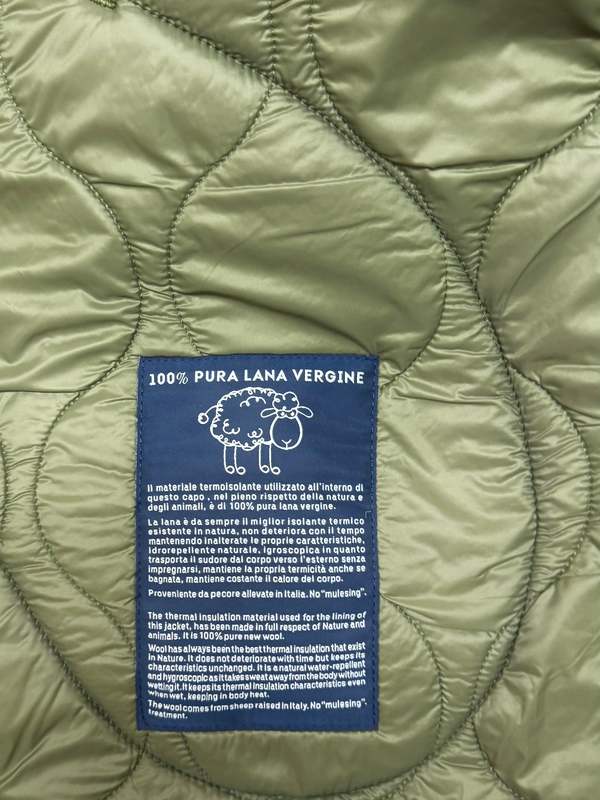 100% PURA LANA VERGINE
Il materiale termoisolante utilizzato all'interno di
questo capo , nel pieno rispetto della natura e
degli animali, è di 100% pura lana vergine.
La lana è da sempre il miglior isolante termico
esistente in natura, non deteriora con il tempo
mantenendo inalterate le proprie caratteristiche,
idrorepellente naturale, igroscopica in quanto
trasporta il sudore dal corpo verso l'esterno senza
impregnarsi, mantiene la propria termicità anche se
bagnata, mantiene costante il calore del corpo.
Proveniente da pecore allevate in Italia. No "mulesing".
The thermal insulation material used for the lining of
this jacket, has been made in full respect of Nature and
animals. It is 100% pure new wool.
Wool has always been the best thermal insulation that exist
in Nature. It does not deteriorate with time but keeps its
characteristics unchanged. It is a natural water-repellent
and hygroscopic as it takes sweat away from the body without
wetting it. It keeps its thermal insulation characteristics even
when wet, keeping in body heat.
The wool comes from sheep raised in Italy. No "mulesing".
treatment.